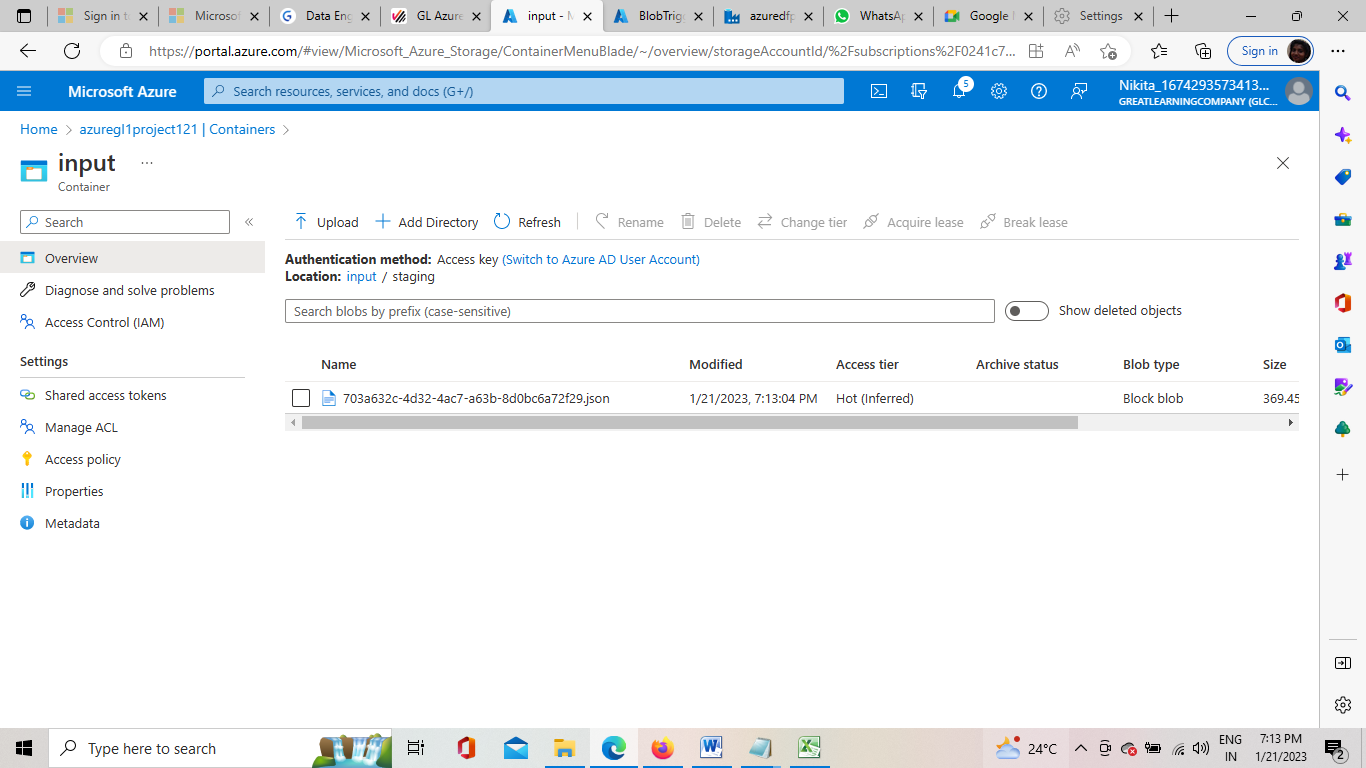 Sign in t
Microsof
Data Eng
GL Azure
input - M
BlobTrigg
azuredfp
WhatsAp
Google
Settings
https://portal.azure.com/#view/Microsoft_Azure_Storage/ContainerMenuBlade/~/overview/storageAccountId/%2Fsubscriptions%2F0241c7...
Sign in
Microsoft Azure
Search resources, services, and docs (G+/)
5
Nikita_1674293573413...
GREATLEARNINGCOMPANY (GLC...
Home > azuregl1project121 | Containers >
input ...
Container
Search
«
Upload
Add Directory
Refresh
Rename
Delete
Change tier
Acquire lease
Break lease
Overview
Diagnose and solve problems
Access Control (IAM)
Settings
Shared access tokens
Manage ACL
Access policy
Properties
Metadata
Authentication method: Access key (Switch to Azure AD User Account)
Location: input / staging
Search blobs by prefix (case-sensitive)
Show deleted objects
Name Modified Access tier Archive status Blob type Size
703a632c-4d32-4ac7-a63b-8d0bc6a72f29.json 1/21/2023, 7:13:04 PM Hot (Inferred) Block blob 369.45
Type here to search
24°C
ENG
IN
7:13 PM
1/21/2023
2